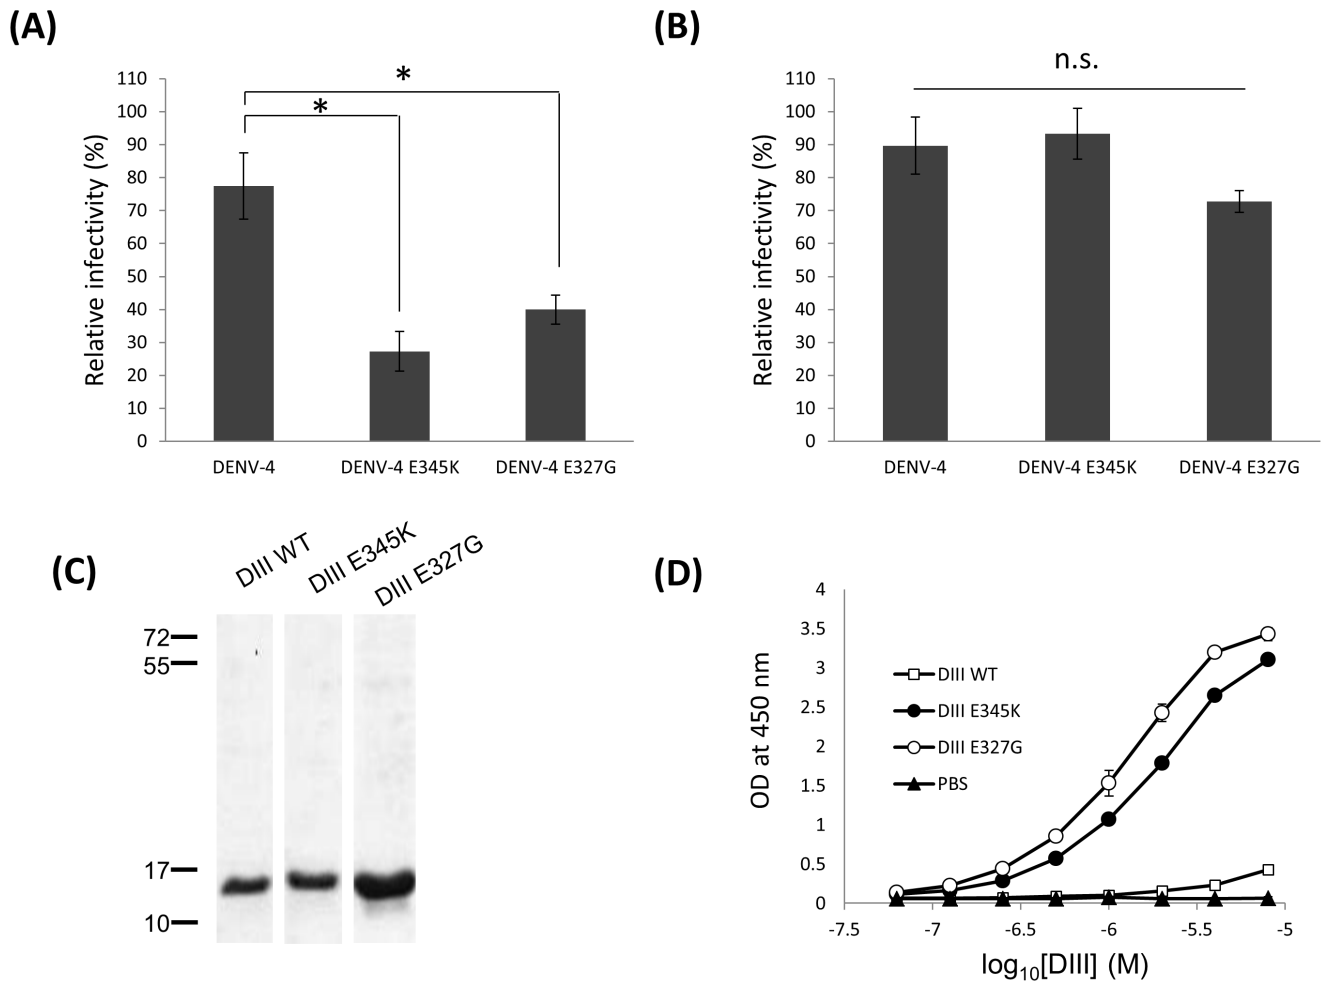 (A)
Relative infectivity (%)
110
100
90
80
70
60
50
40
30
20
10
0
*
*
DENV-4
DENV-4 E345K
DENV-4 E327G
(B)
Relative infectivity (%)
110
100
90
80
70
60
50
40
30
20
10
0
n.s.
DENV-4
DENV-4 E345K
DENV-4 E327G
(C)
DIII WT
DIII E345K
DIII E327G
72
55
17
10
(D)
OD at 450 nm
4
3.5
3
2.5
2
1.5
1
0.5
0
DIII WT
DIII E345K
DIII E327G
PBS
-7.5
-7
-6.5
-6
-5.5
-5
log₁₀[DIII] (M)